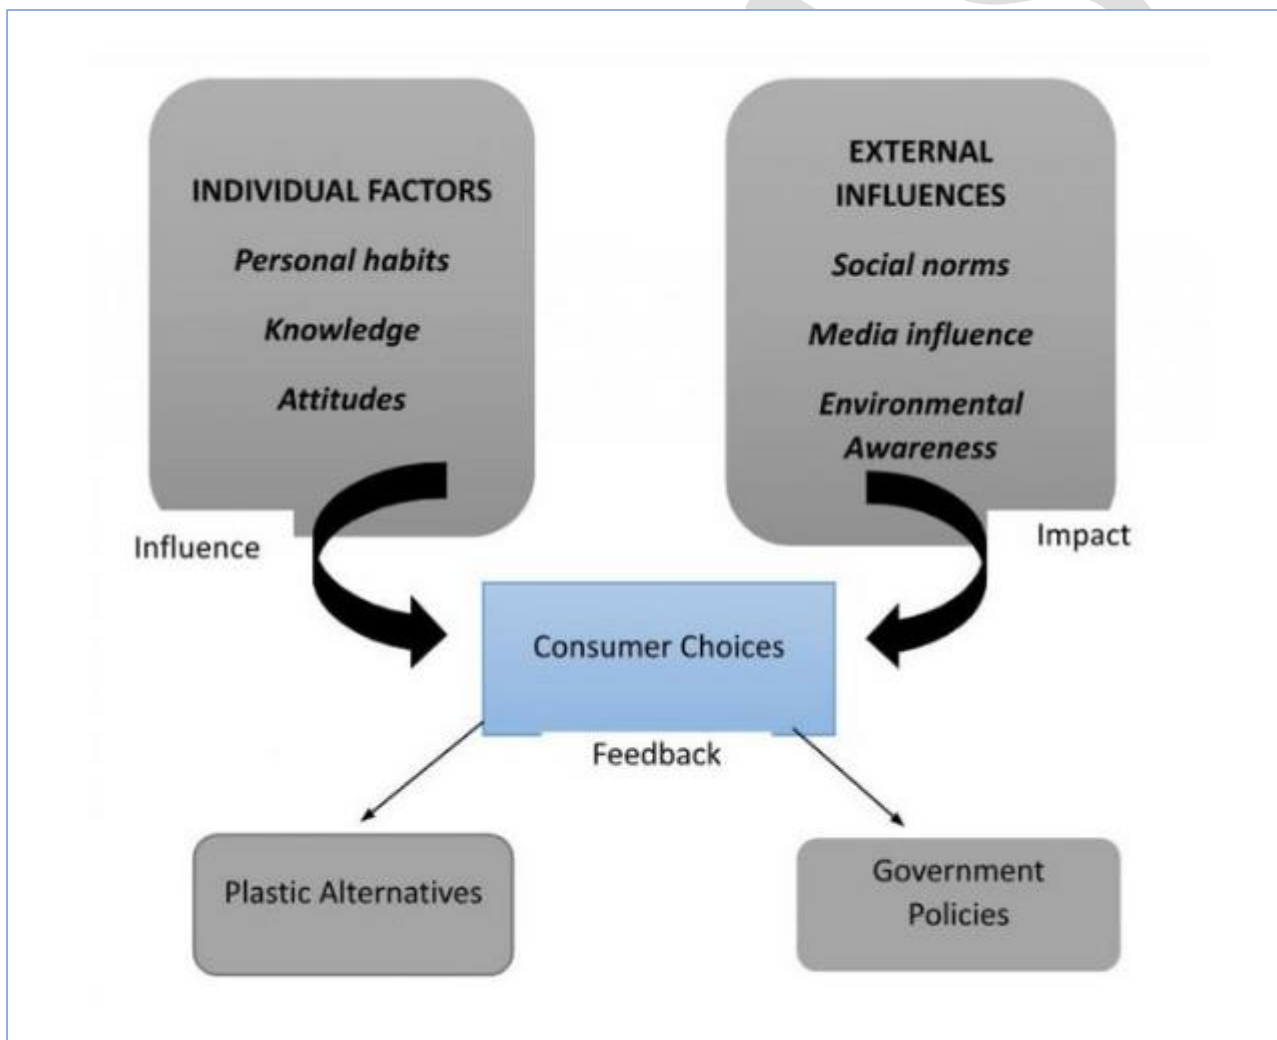 INDIVIDUAL FACTORS
Personal habits
Knowledge
Attitudes
EXTERNAL
INFLUENCES
Social norms
Media influence
Environmental
Awareness
Influence
Impact
Consumer Choices
Feedback
Plastic Alternatives
Government
Policies